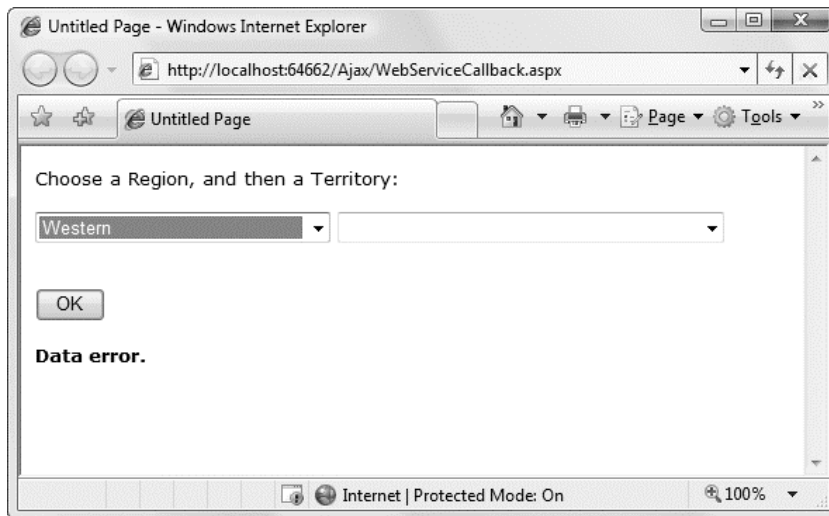 Untitled Page - Windows Internet Explorer
http://localhost:64662/Ajax/WebServiceCallback.aspx
Untitled Page
Page
Tools
Choose a Region, and then a Territory:
Western
OK
Data error.
Internet | Protected Mode: On
100%